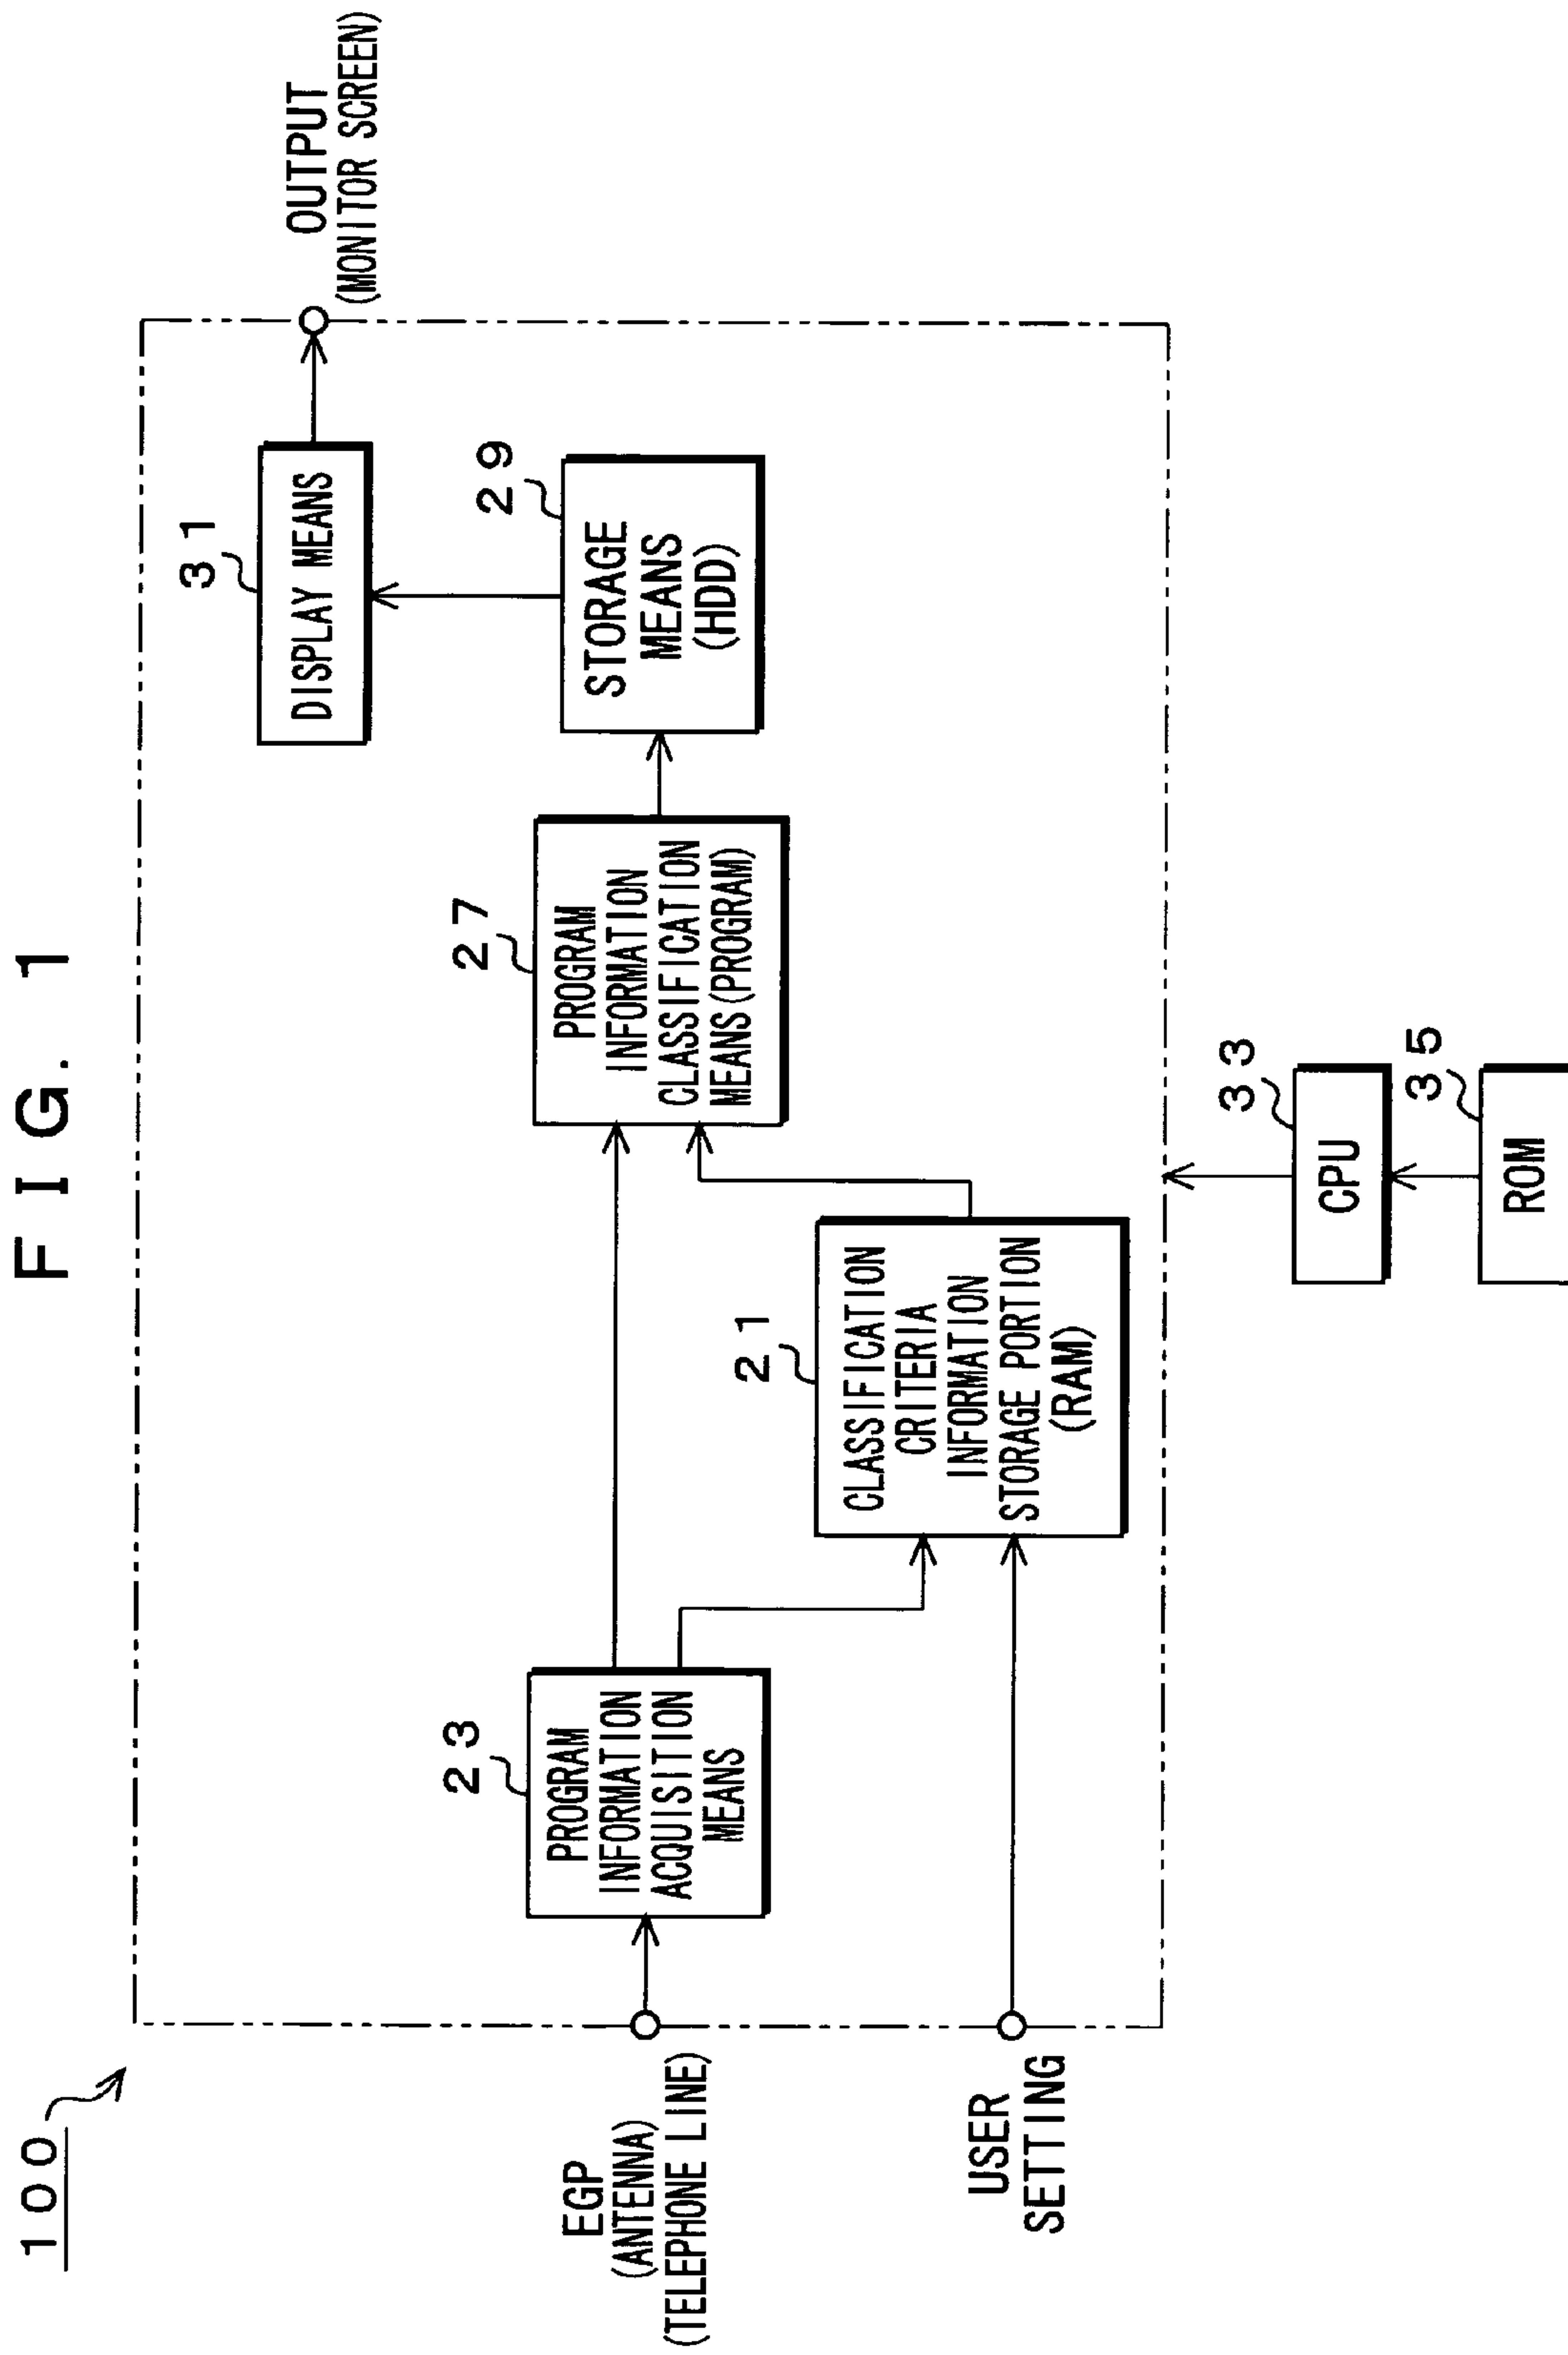 FIG. 1
100
EGP
(ANTENNA)
(TELEPHONE LINE)
USER
SETTING
23
PROGRAM
INFORMATION
ACQUISITION
MEANS
21
CLASSIFICATION
CRITERIA
INFORMATION
STORAGE PORTION
(RAM)
27
PROGRAM
INFORMATION
CLASSIFICATION
MEANS(PROGRAM)
29
STORAGE
MEANS
(HDD)
31
DISPLAY MEANS
OUTPUT
(MONITOR SCREEN)
33
CPU
35
ROM